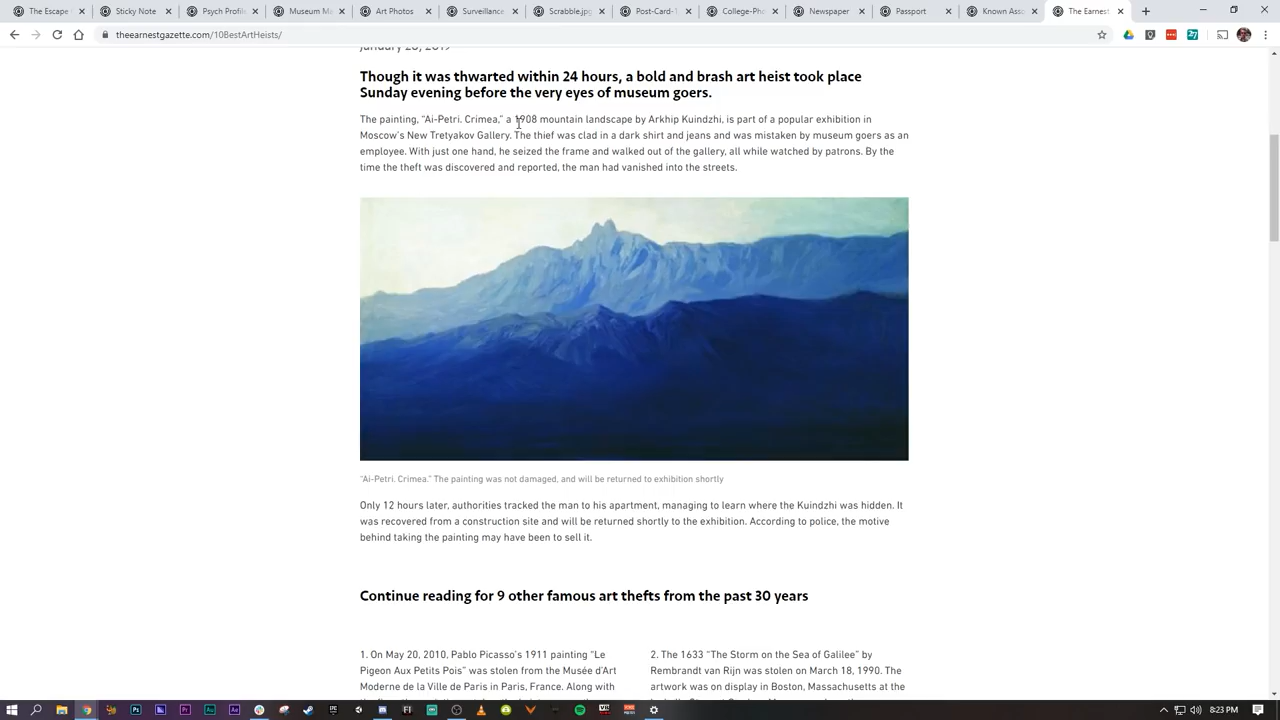 The Escape
Sticky Note
Psych Profil
Museum Ma
Art Photos
Surveillance
Scrabble.jpg
Post-Card-1
College-Pho
Newspaper
Passport
Known Asso
The Earnest
theearnestgazette.com/10BestArtHeists/
Though it was thwarted within 24 hours, a bold and brash art heist took place
Sunday evening before the very eyes of museum goers.
The painting, “Ai-Petri. Crimea,” a 1908 mountain landscape by Arkhip Kuindzhi, is part of a popular exhibition in
Moscow's New Tretyakov Gallery. The thief was clad in a dark shirt and jeans and was mistaken by museum goers as an
employee. With just one hand, he seized the frame and walked out of the gallery, all while watched by patrons. By the
time the theft was discovered and reported, the man had vanished into the streets.
“Ai-Petri. Crimea.” The painting was not damaged, and will be returned to exhibition shortly
Only 12 hours later, authorities tracked the man to his apartment, managing to learn where the Kuindzhi was hidden. It
was recovered from a construction site and will be returned shortly to the exhibition. According to police, the motive
behind taking the painting may have been to sell it.
Continue reading for 9 other famous art thefts from the past 30 years
1. On May 20, 2010, Pablo Picasso's 1911 painting “Le
Pigeon Aux Petits Pois” was stolen from the Musée d'Art
Moderne de la Ville de Paris in Paris, France. Along with
2. The 1633 “The Storm on the Sea of Galilee” by
Rembrandt van Rijn was stolen on March 18, 1990. The
artwork was on display in Boston, Massachusetts at the
8:23 PM